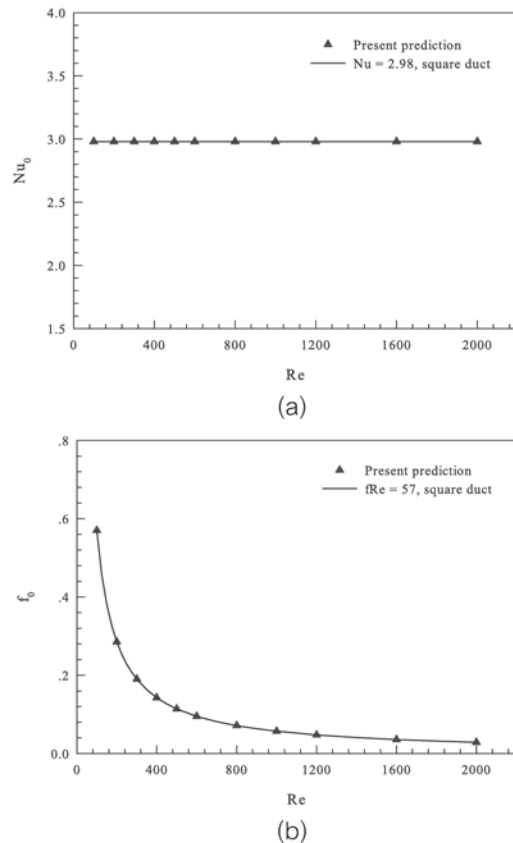 4.0
Present prediction
Nu = 2.98, square duct
3.5
3.0
Nu₀
2.5
2.0
1.5
0 400 800 1200 1600 2000
Re
(a)
.8
Present prediction
fRe = 57, square duct
.6
f₀
.4
.2
0.0
0 400 800 1200 1600 2000
Re
(b)